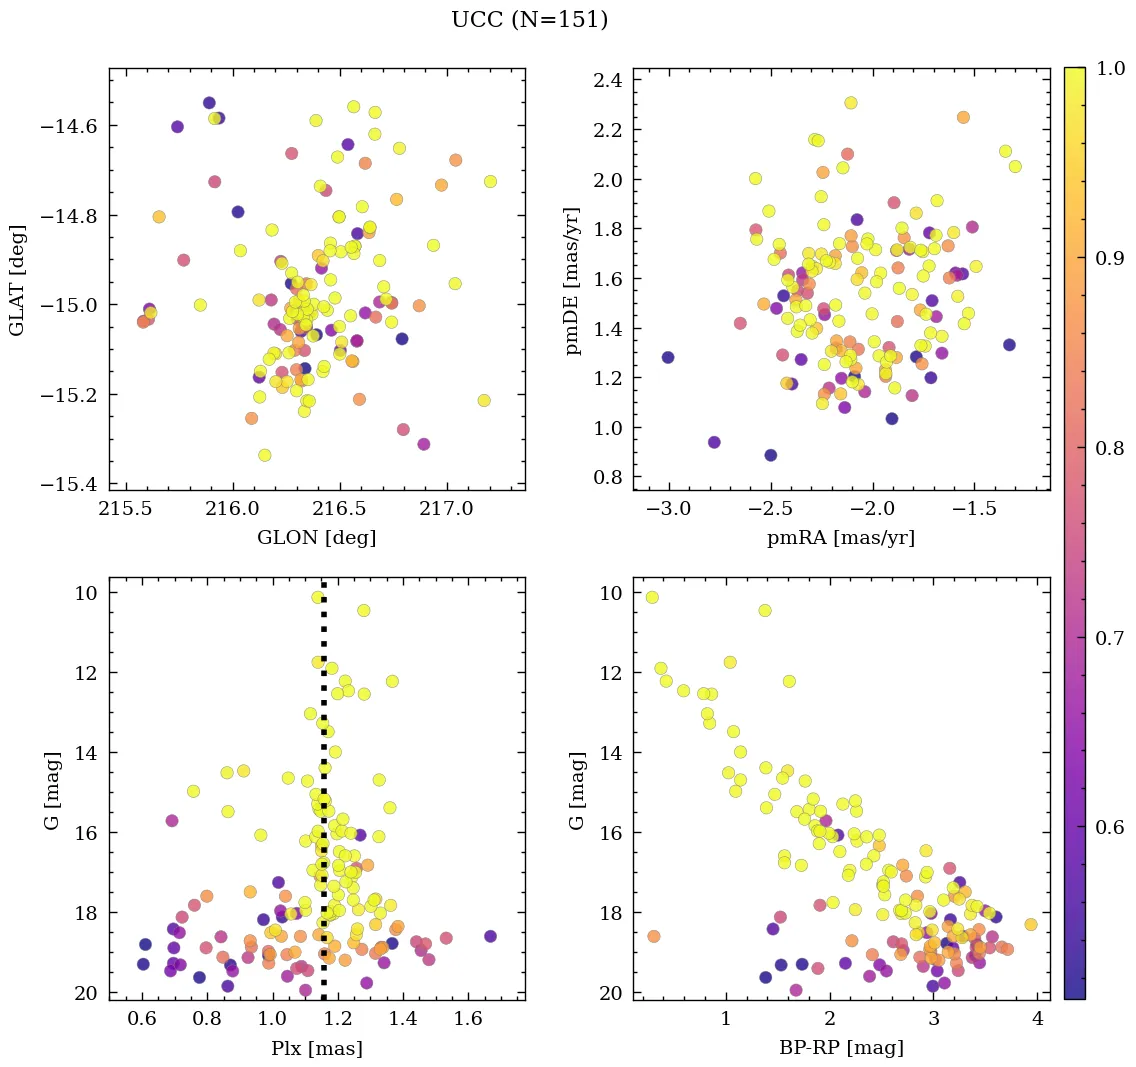 UCC (N=151)
−14.6
−14.8
−15.0
−15.2
−15.4
GLAT [deg]
215.5 216.0 216.5 217.0
GLON [deg]
2.4
2.2
2.0
1.8
1.6
1.4
1.2
1.0
0.8
pmDE [mas/yr]
−3.0 −2.5 −2.0 −1.5
pmRA [mas/yr]
1.0
0.9
0.8
0.7
0.6
10
12
14
16
18
20
G [mag]
0.6 0.8 1.0 1.2 1.4 1.6
Plx [mas]
10
12
14
16
18
20
G [mag]
1 2 3 4
BP-RP [mag]